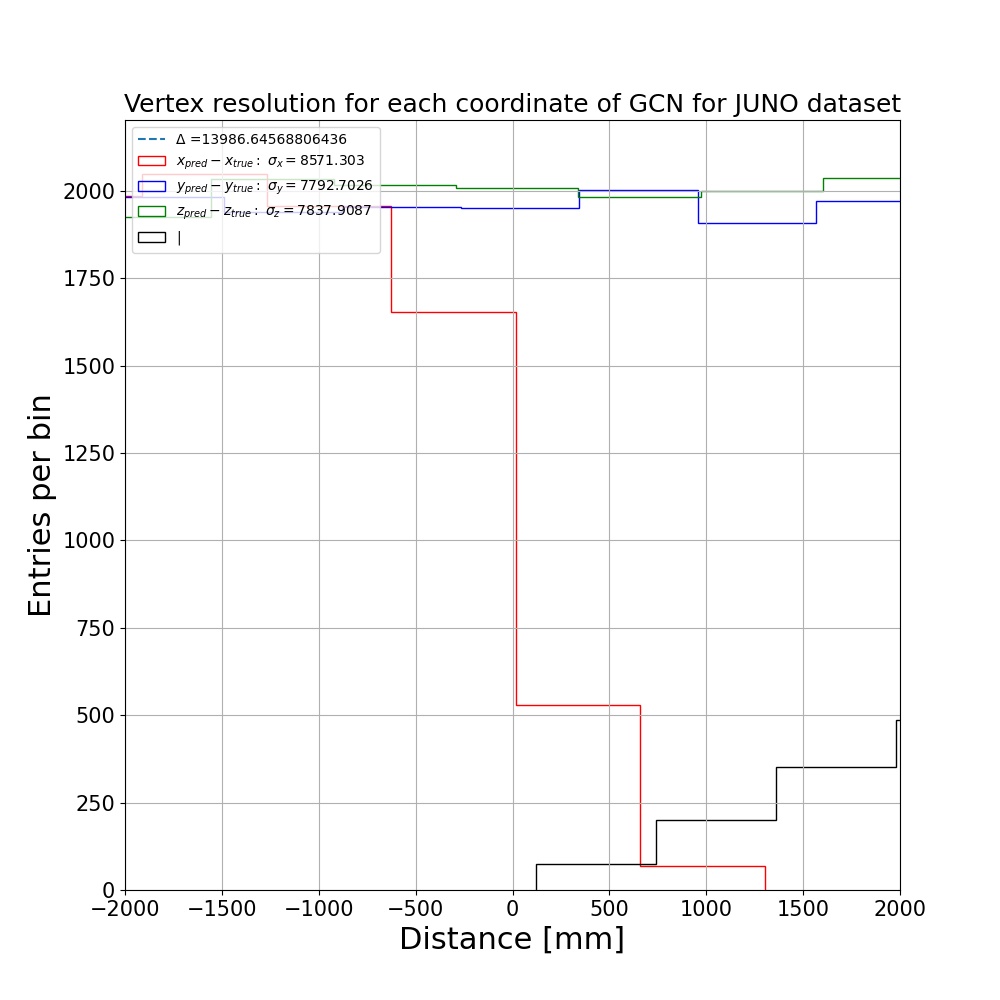 Vertex resolution for each coordinate of GCN for JUNO dataset
Δ =13986.64568806436
x_pred − x_true : σ_x = 8571.303
y_pred − y_true : σ_y = 7792.7026
z_pred − z_true : σ_z = 7837.9087
|
2000
1750
1500
1250
1000
750
500
250
0
Entries per bin
−2000 −1500 −1000 −500 0 500 1000 1500 2000
Distance [mm]